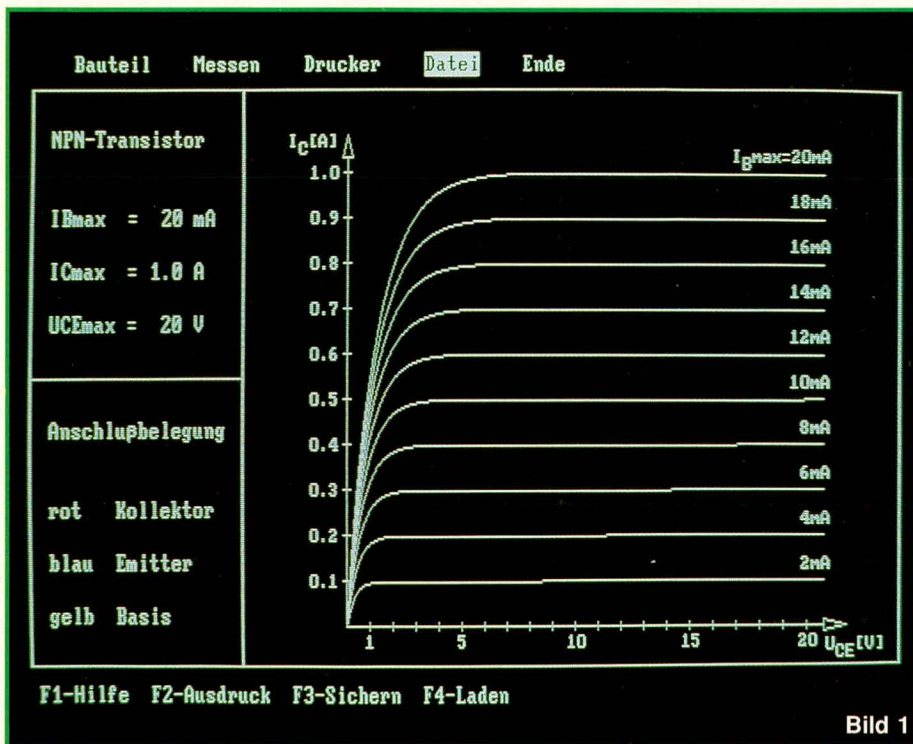 Bauteil Messen Drucker Datei Ende
NPN-Transistor
IBmax = 20 mA
ICmax = 1.0 A
UCEmax = 20 V
Anschlußbelegung
rot Kollektor
blau Emitter
gelb Basis
IC[A]
1.0
0.9
0.8
0.7
0.6
0.5
0.4
0.3
0.2
0.1
IBmax=20mA
18mA
16mA
14mA
12mA
10mA
8mA
6mA
4mA
2mA
1 5 10 15 20 UCE[V]
F1-Hilfe F2-Ausdruck F3-Sichern F4-Laden
Bild 1